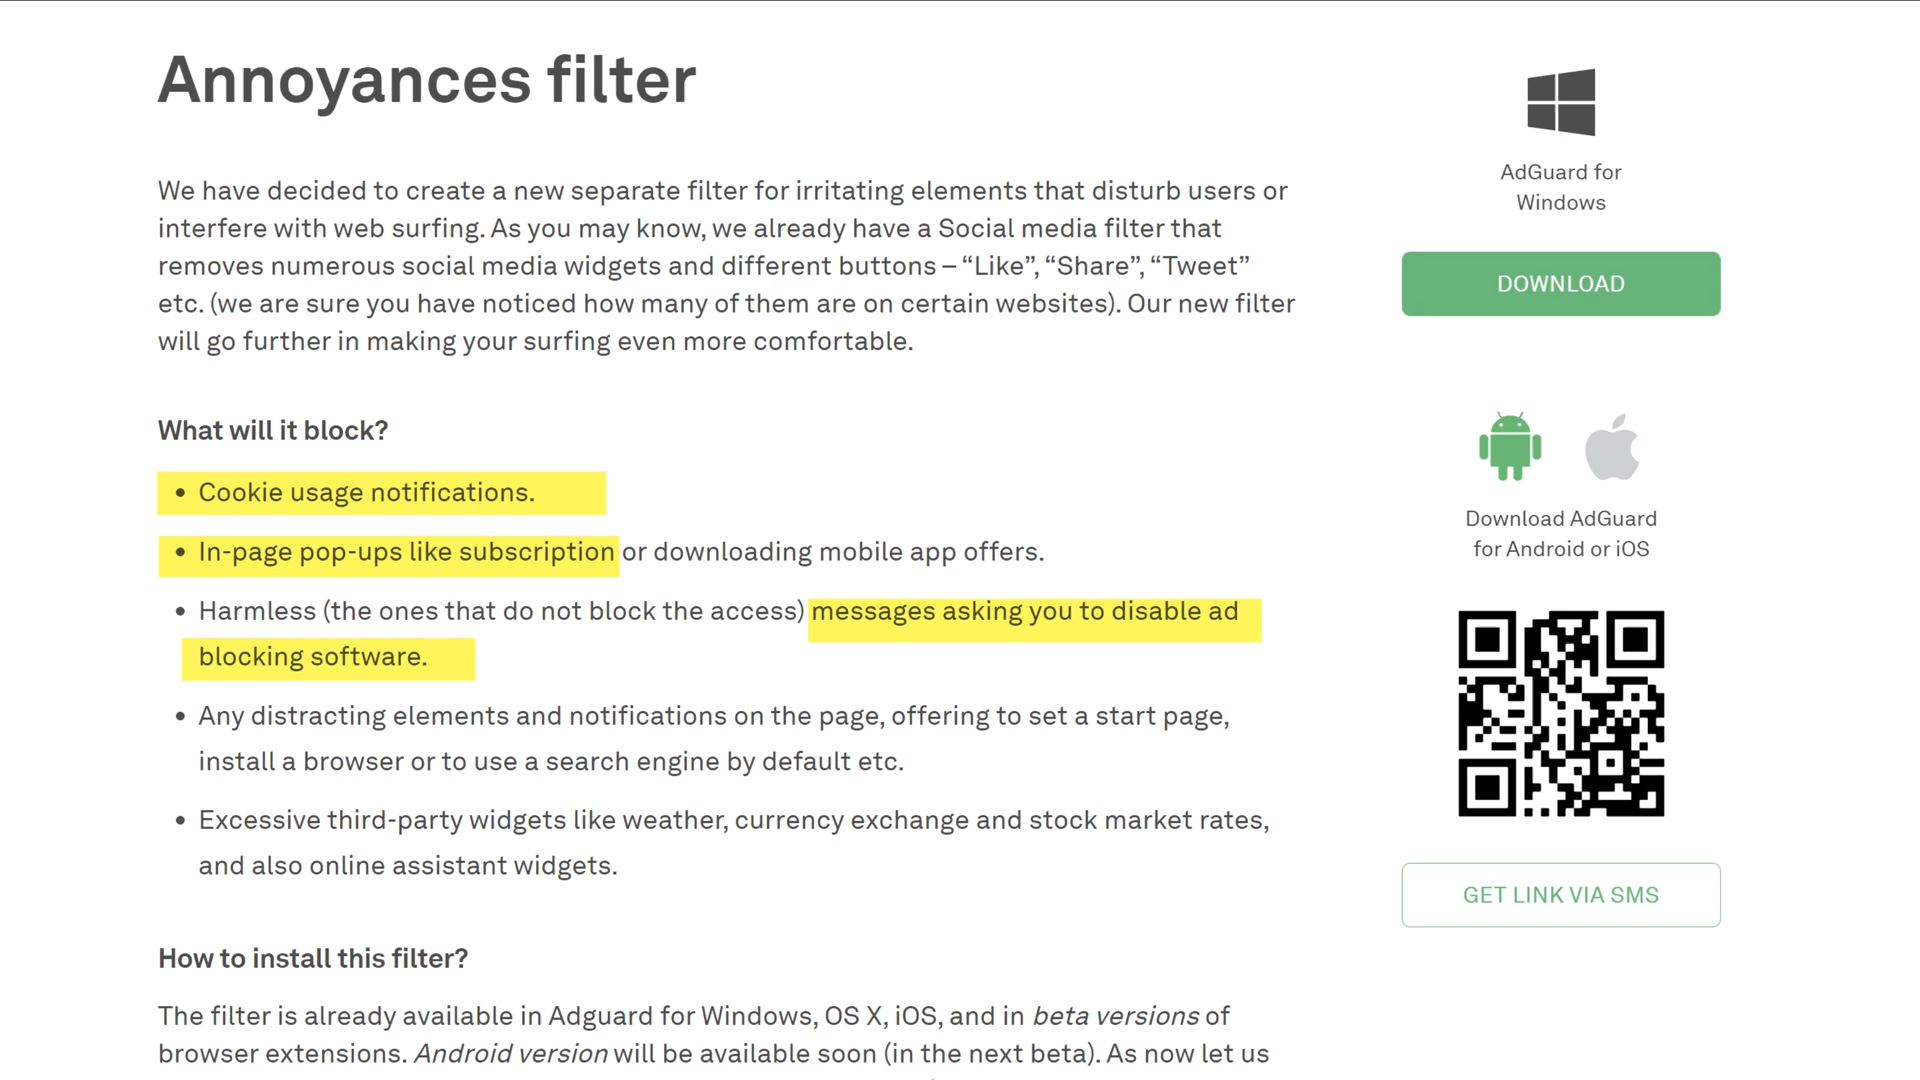 Annoyances filter
We have decided to create a new separate filter for irritating elements that disturb users or
interfere with web surfing. As you may know, we already have a Social media filter that
removes numerous social media widgets and different buttons – “Like”, “Share”, “Tweet”
etc. (we are sure you have noticed how many of them are on certain websites). Our new filter
will go further in making your surfing even more comfortable.
What will it block?
• Cookie usage notifications.
• In-page pop-ups like subscription or downloading mobile app offers.
• Harmless (the ones that do not block the access) messages asking you to disable ad
blocking software.
• Any distracting elements and notifications on the page, offering to set a start page,
install a browser or to use a search engine by default etc.
• Excessive third-party widgets like weather, currency exchange and stock market rates,
and also online assistant widgets.
How to install this filter?
The filter is already available in Adguard for Windows, OS X, iOS, and in beta versions of
browser extensions. Android version will be available soon (in the next beta). As now let us
AdGuard for
Windows
DOWNLOAD
Download AdGuard
for Android or iOS
GET LINK VIA SMS